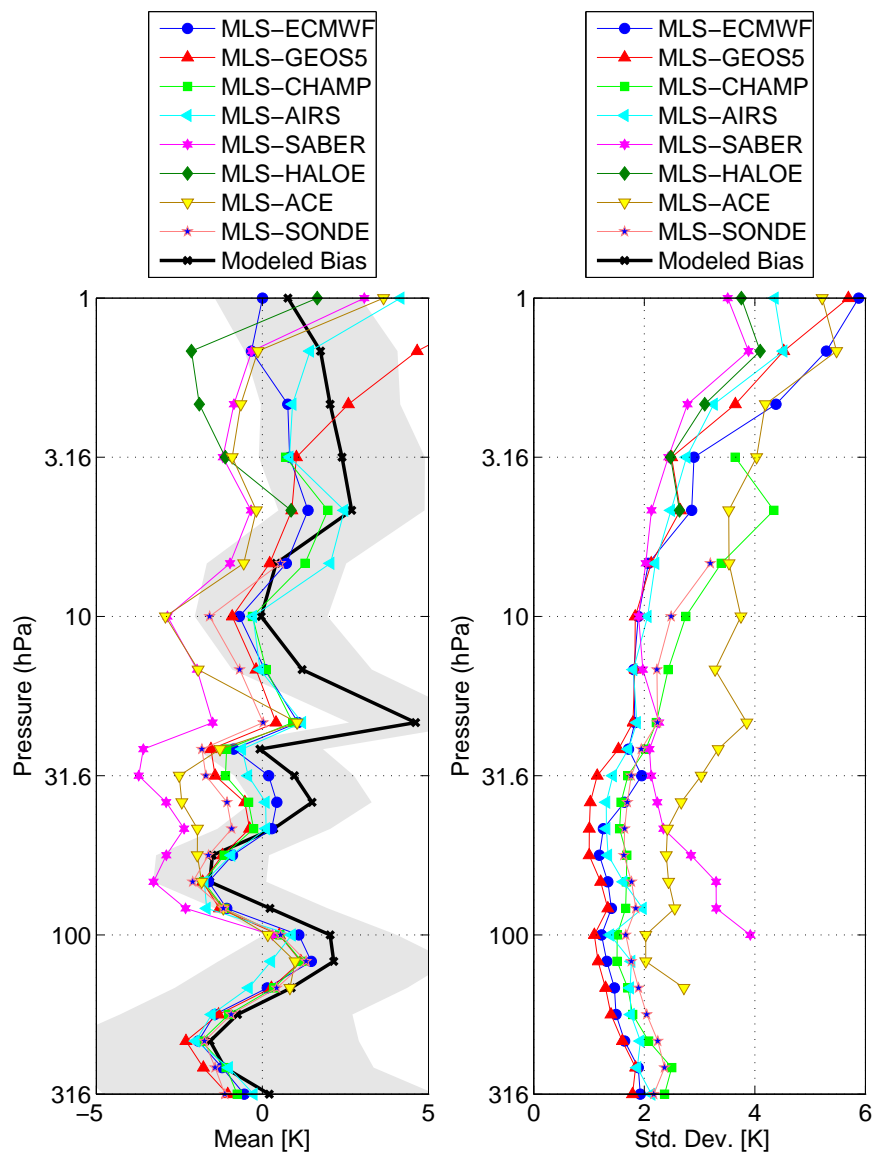 MLS−ECMWF
MLS−GEOS5
MLS−CHAMP
MLS−AIRS
MLS−SABER
MLS−HALOE
MLS−ACE
MLS−SONDE
Modeled Bias
1
3.16
10
31.6
100
316
Pressure (hPa)
−5
0
5
Mean [K]
MLS−ECMWF
MLS−GEOS5
MLS−CHAMP
MLS−AIRS
MLS−SABER
MLS−HALOE
MLS−ACE
MLS−SONDE
Modeled Bias
1
3.16
10
31.6
100
316
Pressure (hPa)
0
2
4
6
Std. Dev. [K]